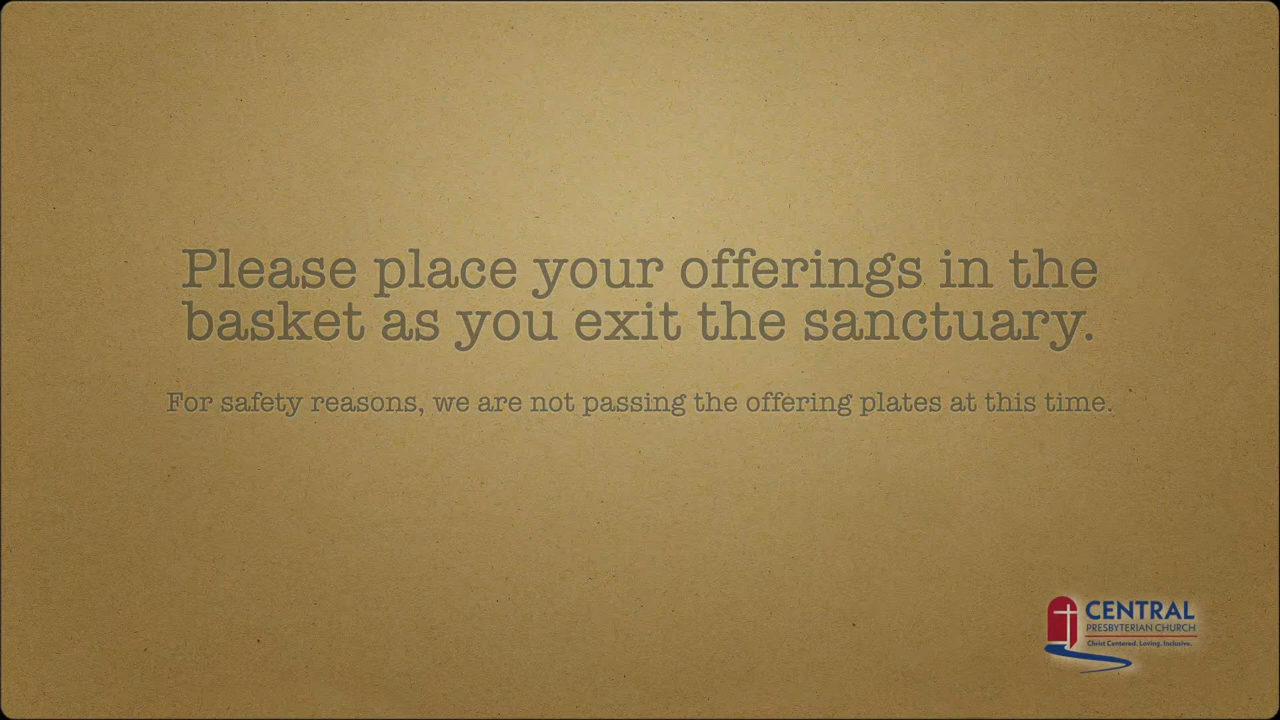 Please place your offerings in the
basket as you exit the sanctuary.
For safety reasons, we are not passing the offering plates at this time.
CENTRAL
PRESBYTERIAN CHURCH
Christ Centered. Loving. Inclusive.